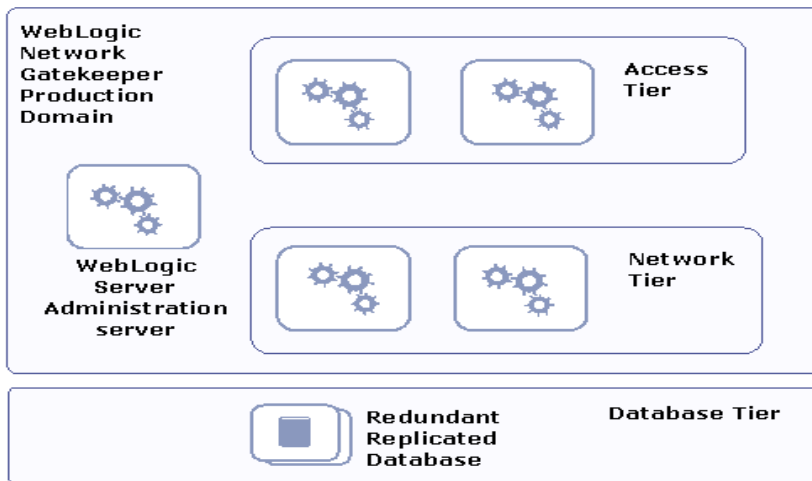 WebLogic
Network
Gatekeeper
Production
Domain
Access
Tier
WebLogic
Server
Administration
server
Network
Tier
Redundant
Replicated
Database
Database Tier